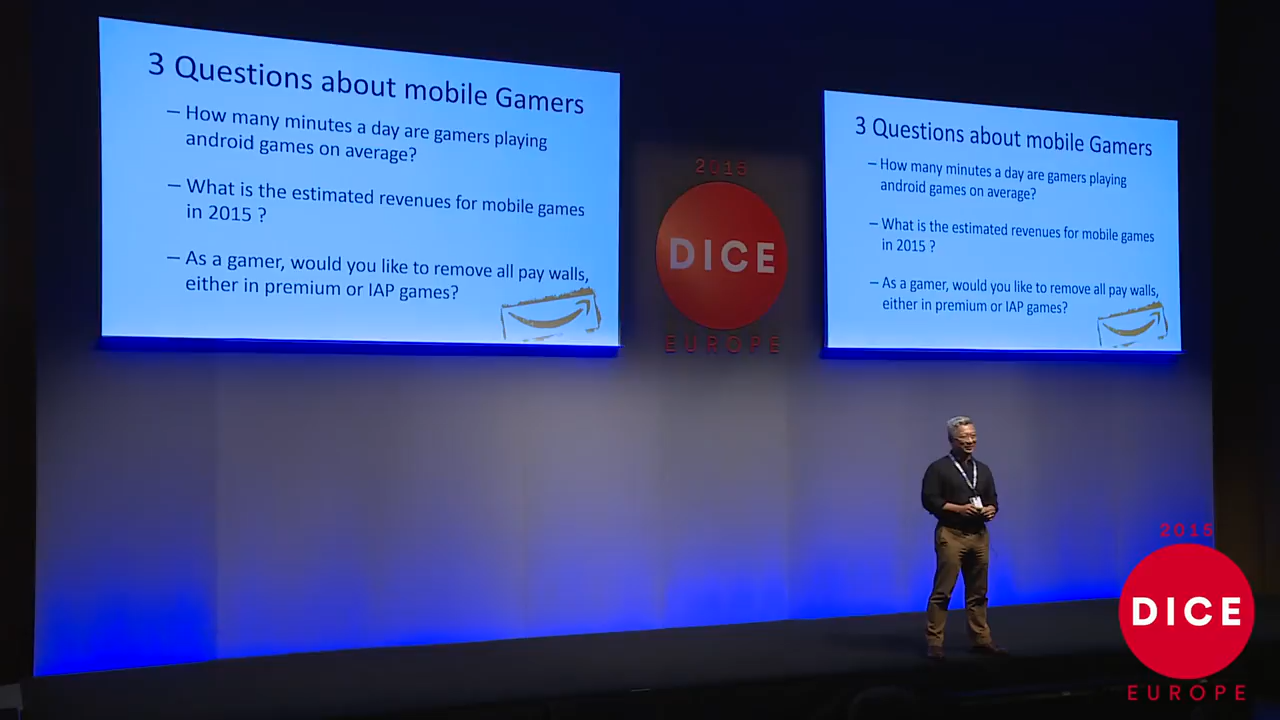 3 Questions about mobile Gamers
– How many minutes a day are gamers playing
android games on average?
– What is the estimated revenues for mobile games
in 2015 ?
– As a gamer, would you like to remove all pay walls,
either in premium or IAP games?
2015
DICE
EUROPE
3 Questions about mobile Gamers
– How many minutes a day are gamers playing
android games on average?
– What is the estimated revenues for mobile games
in 2015 ?
– As a gamer, would you like to remove all pay walls,
either in premium or IAP games?
2015
DICE
EUROPE